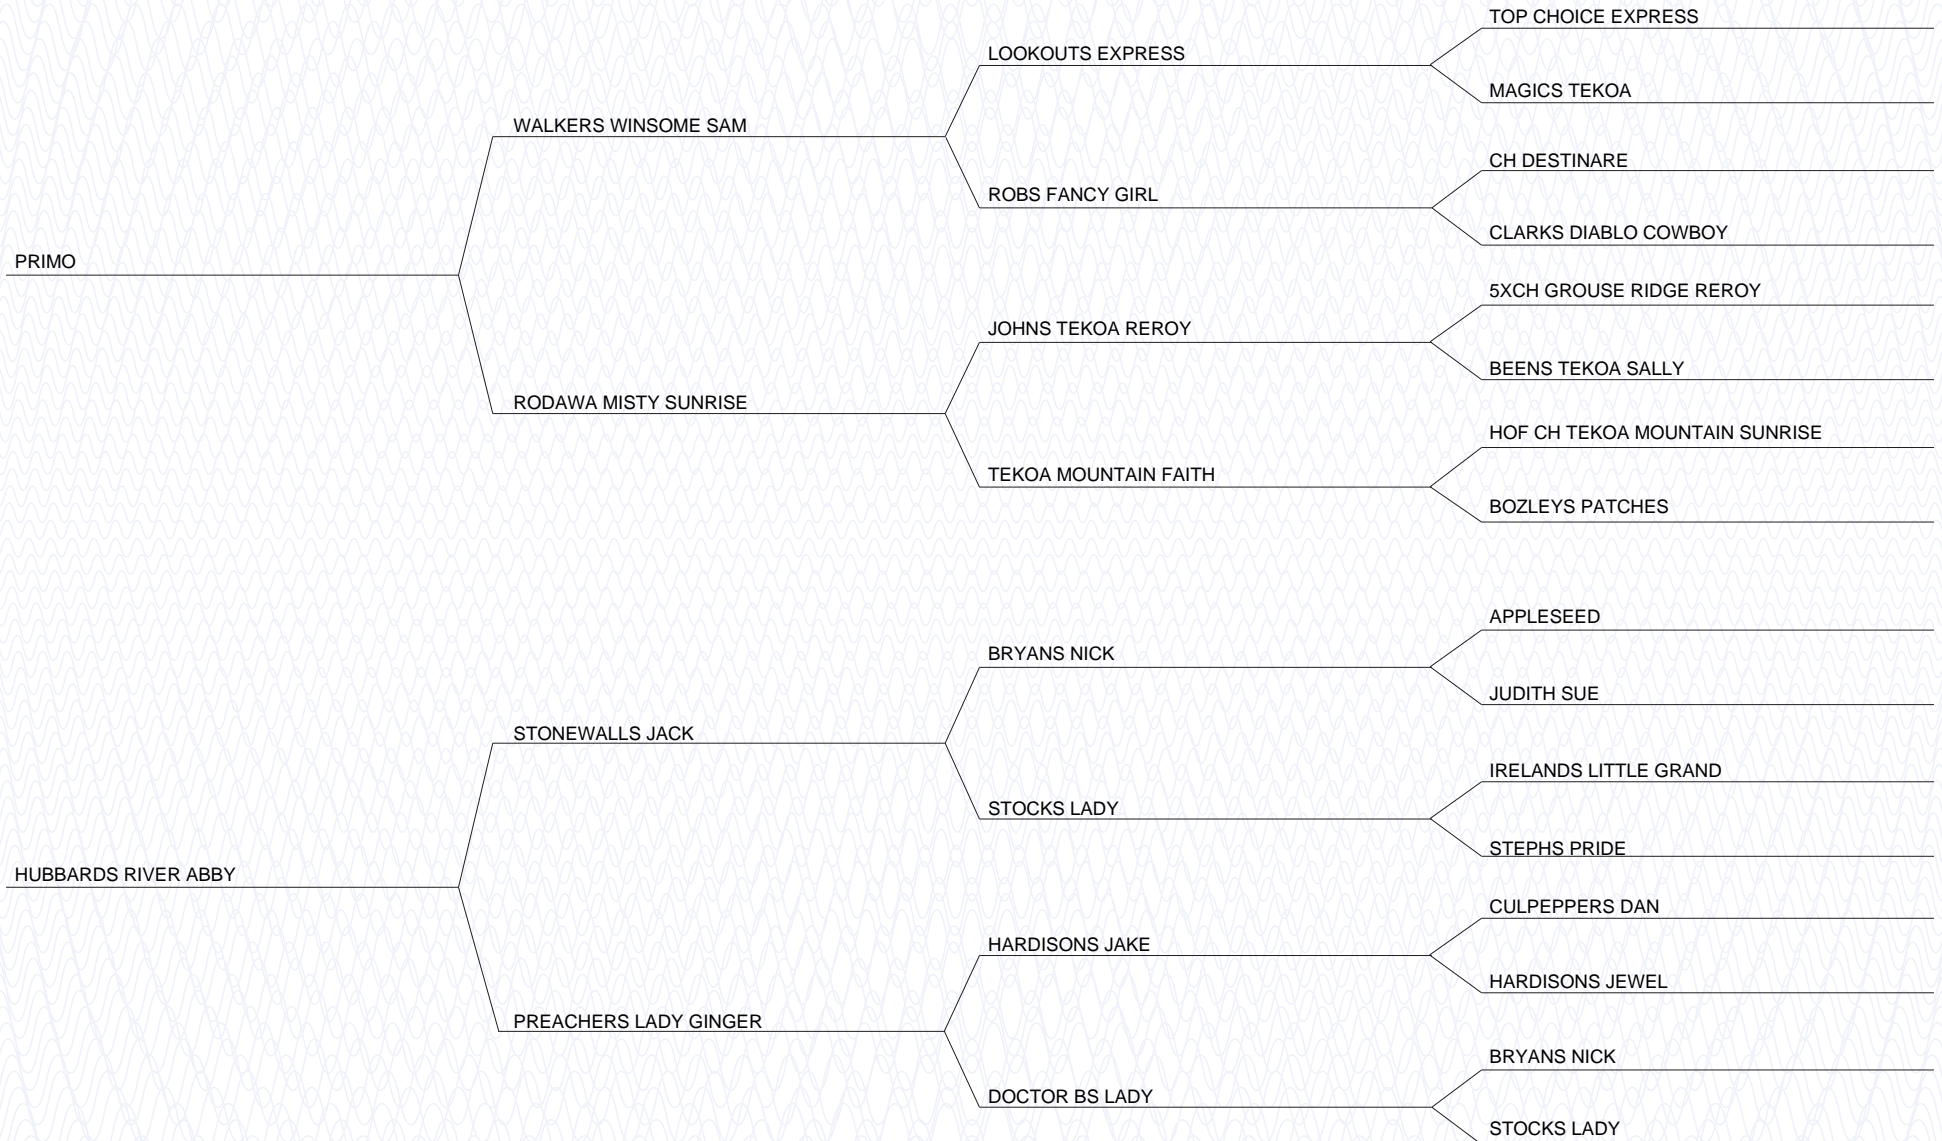 TOP CHOICE EXPRESS
LOOKOUTS EXPRESS
MAGICS TEKOA
WALKERS WINSOME SAM
CH DESTINARE
ROBS FANCY GIRL
CLARKS DIABLO COWBOY
PRIMO
5XCH GROUSE RIDGE REROY
JOHNS TEKOA REROY
BEENS TEKOA SALLY
RODAWA MISTY SUNRISE
HOF CH TEKOA MOUNTAIN SUNRISE
TEKOA MOUNTAIN FAITH
BOZLEYS PATCHES
APPLESEED
BRYANS NICK
JUDITH SUE
STONEWALLS JACK
IRELANDS LITTLE GRAND
STOCKS LADY
STEPHS PRIDE
HUBBARDS RIVER ABBY
CULPEPPERS DAN
HARDISONS JAKE
HARDISONS JEWEL
PREACHERS LADY GINGER
BRYANS NICK
DOCTOR BS LADY
STOCKS LADY